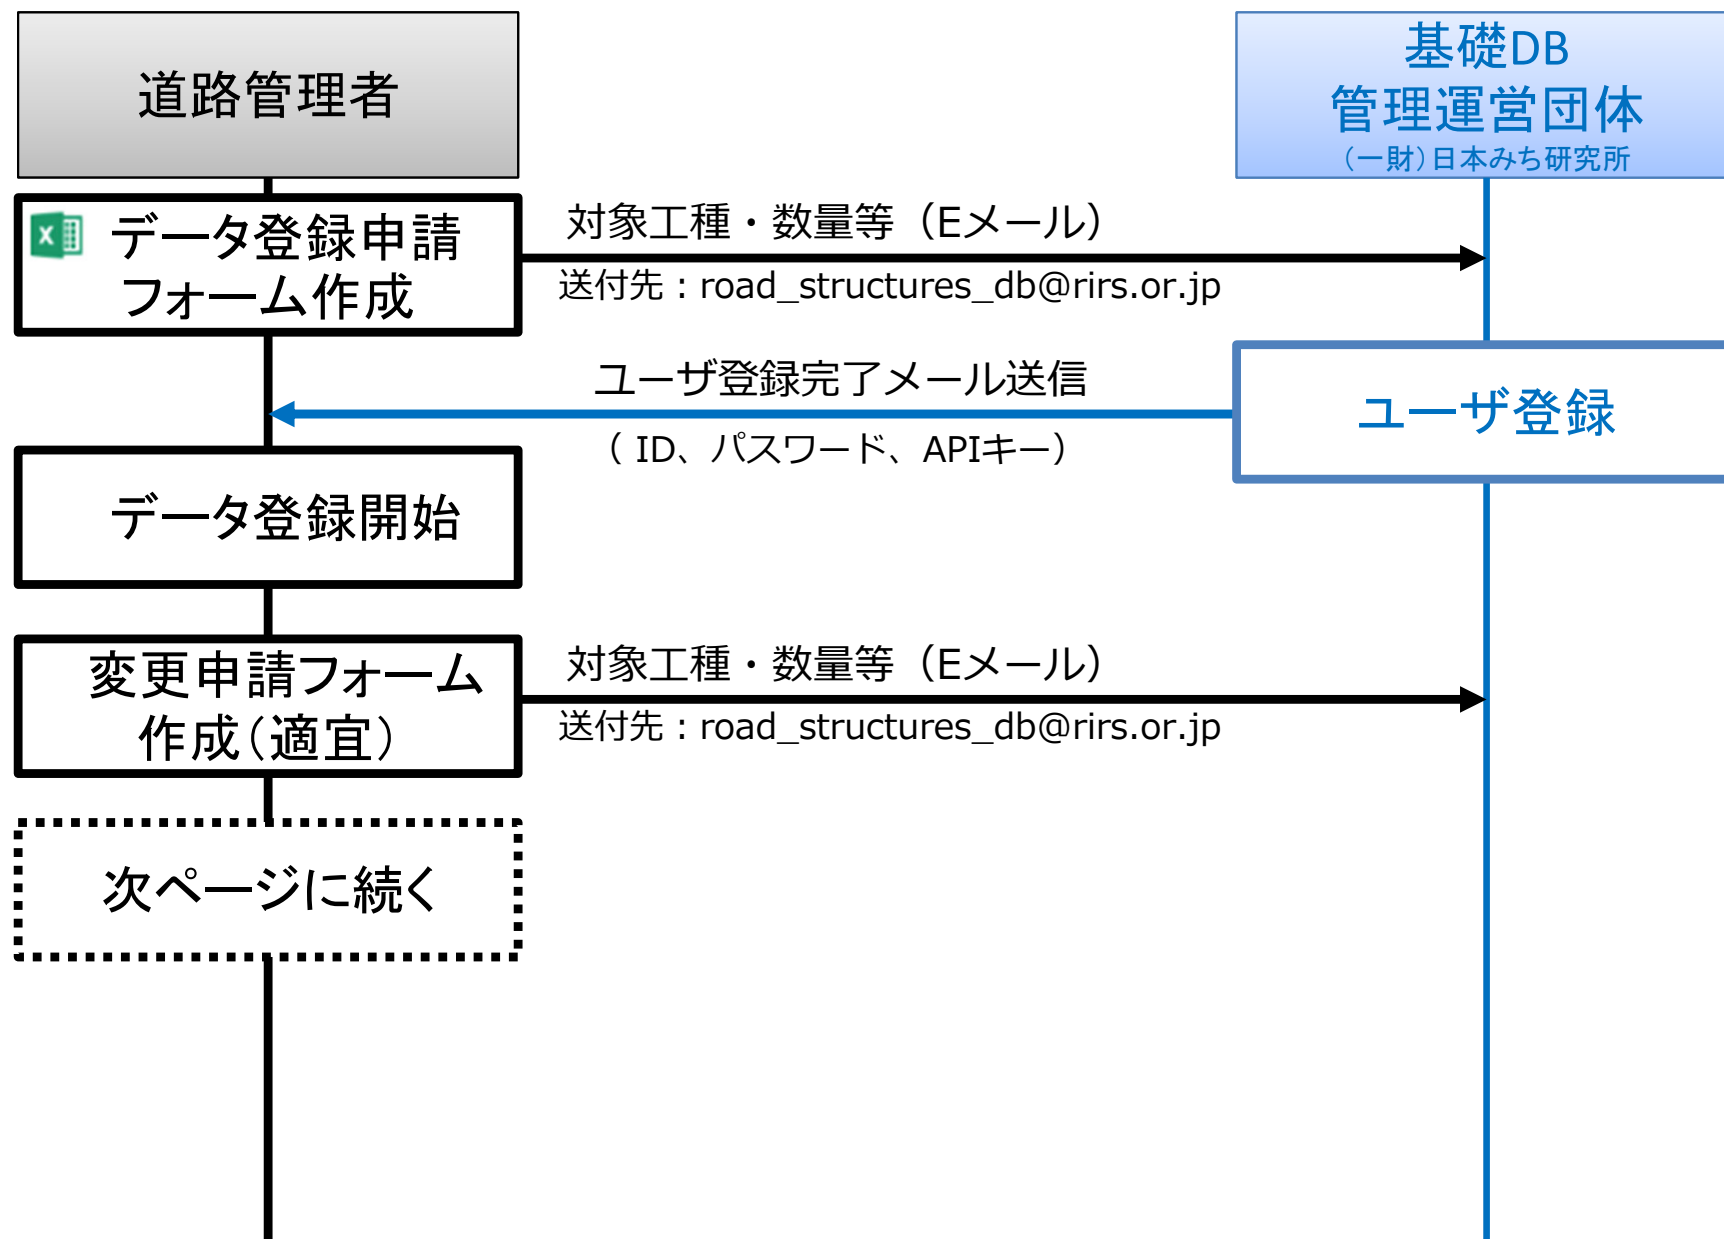 道路管理者
基礎DB
管理運営団体
（一財）日本みち研究所
データ登録申請
フォーム作成
対象工種・数量等（Eメール）
送付先：road_structures_db@rirs.or.jp
ユーザ登録完了メール送信
（ ID、パスワード、APIキー）
ユーザ登録
データ登録開始
変更申請フォーム
作成（適宜）
対象工種・数量等（Eメール）
送付先：road_structures_db@rirs.or.jp
次ページに続く